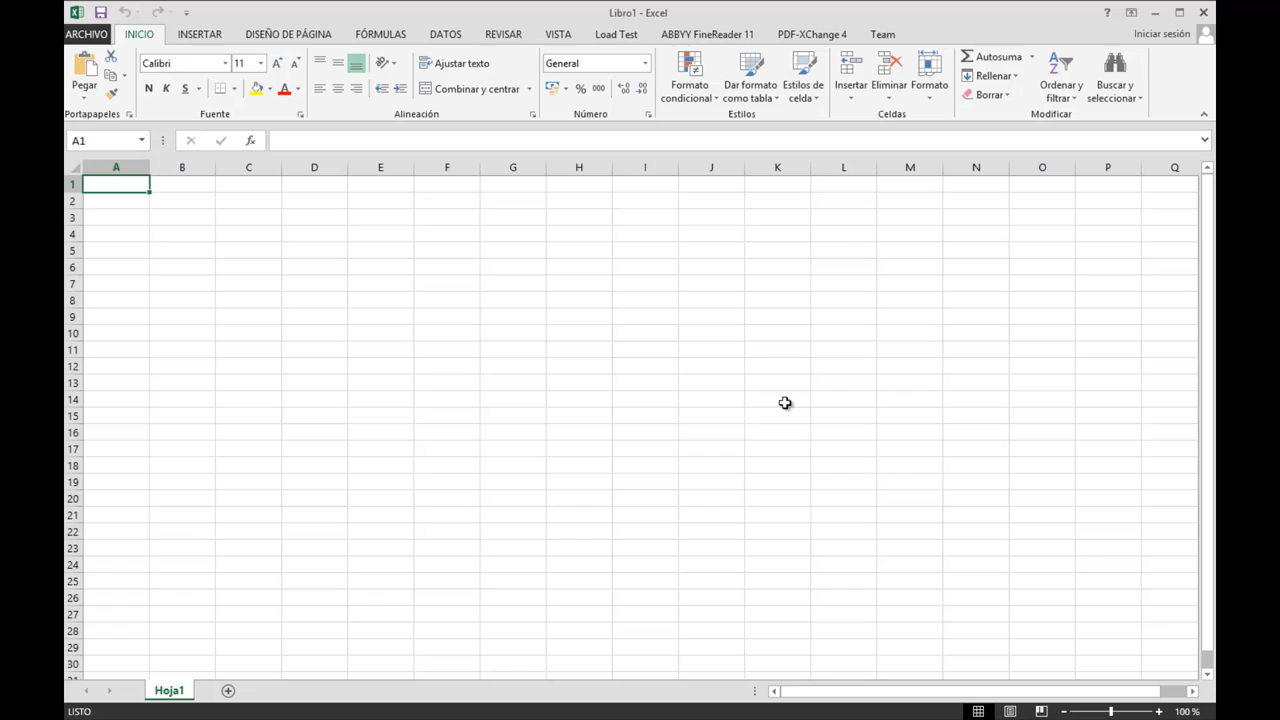 Libro1 - Excel
ARCHIVO INICIO INSERTAR DISEÑO DE PÁGINA FÓRMULAS DATOS REVISAR VISTA Load Test ABBYY FineReader 11 PDF-XChange 4 Team Iniciar sesión
Pegar
Portapapeles
Calibri 11
N K S
Fuente
Ajustar texto
Combinar y centrar
Alineación
General
% 000
Número
Formato condicional
Dar formato como tabla
Estilos de celda
Estilos
Insertar Eliminar Formato
Celdas
Autosuma
Rellenar
Borrar
Ordenar y filtrar
Buscar y seleccionar
Modificar
A1 fx
A B C D E F G H I J K L M N O P Q
1
2
3
4
5
6
7
8
9
10
11
12
13
14
15
16
17
18
19
20
21
22
23
24
25
26
27
28
29
30
Hoja1
LISTO 100 %